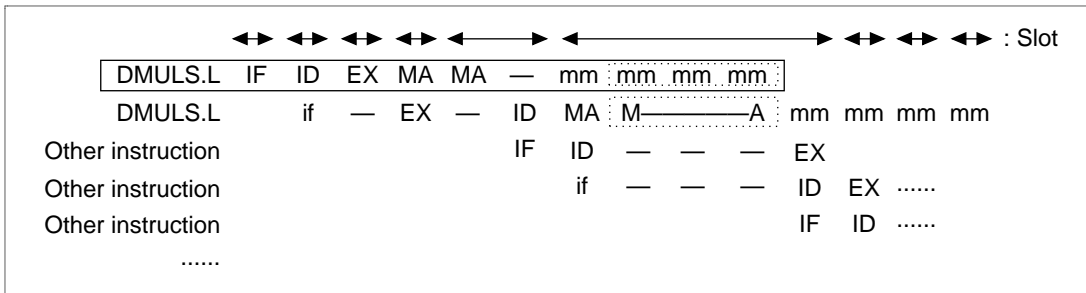 : Slot
DMULS.L IF ID EX MA MA — mm mm mm mm
DMULS.L if — EX — ID MA M————A mm mm mm mm
Other instruction IF ID — — — EX
Other instruction if — — — ID EX ......
Other instruction IF ID ......
......